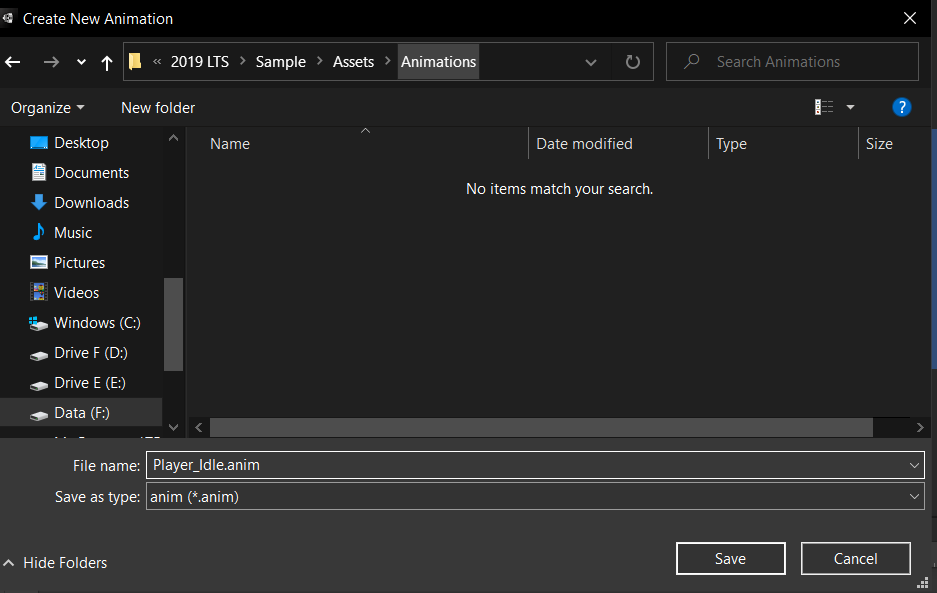 Create New Animation
« 2019 LTS > Sample > Assets > Animations
Search Animations
Organize
New folder
?
Desktop
Documents
Downloads
Music
Pictures
Videos
Windows (C:)
Drive F (D:)
Drive E (E:)
Data (F:)
Name
Date modified
Type
Size
No items match your search.
File name: Player_Idle.anim
Save as type: anim (*.anim)
Hide Folders
Save
Cancel